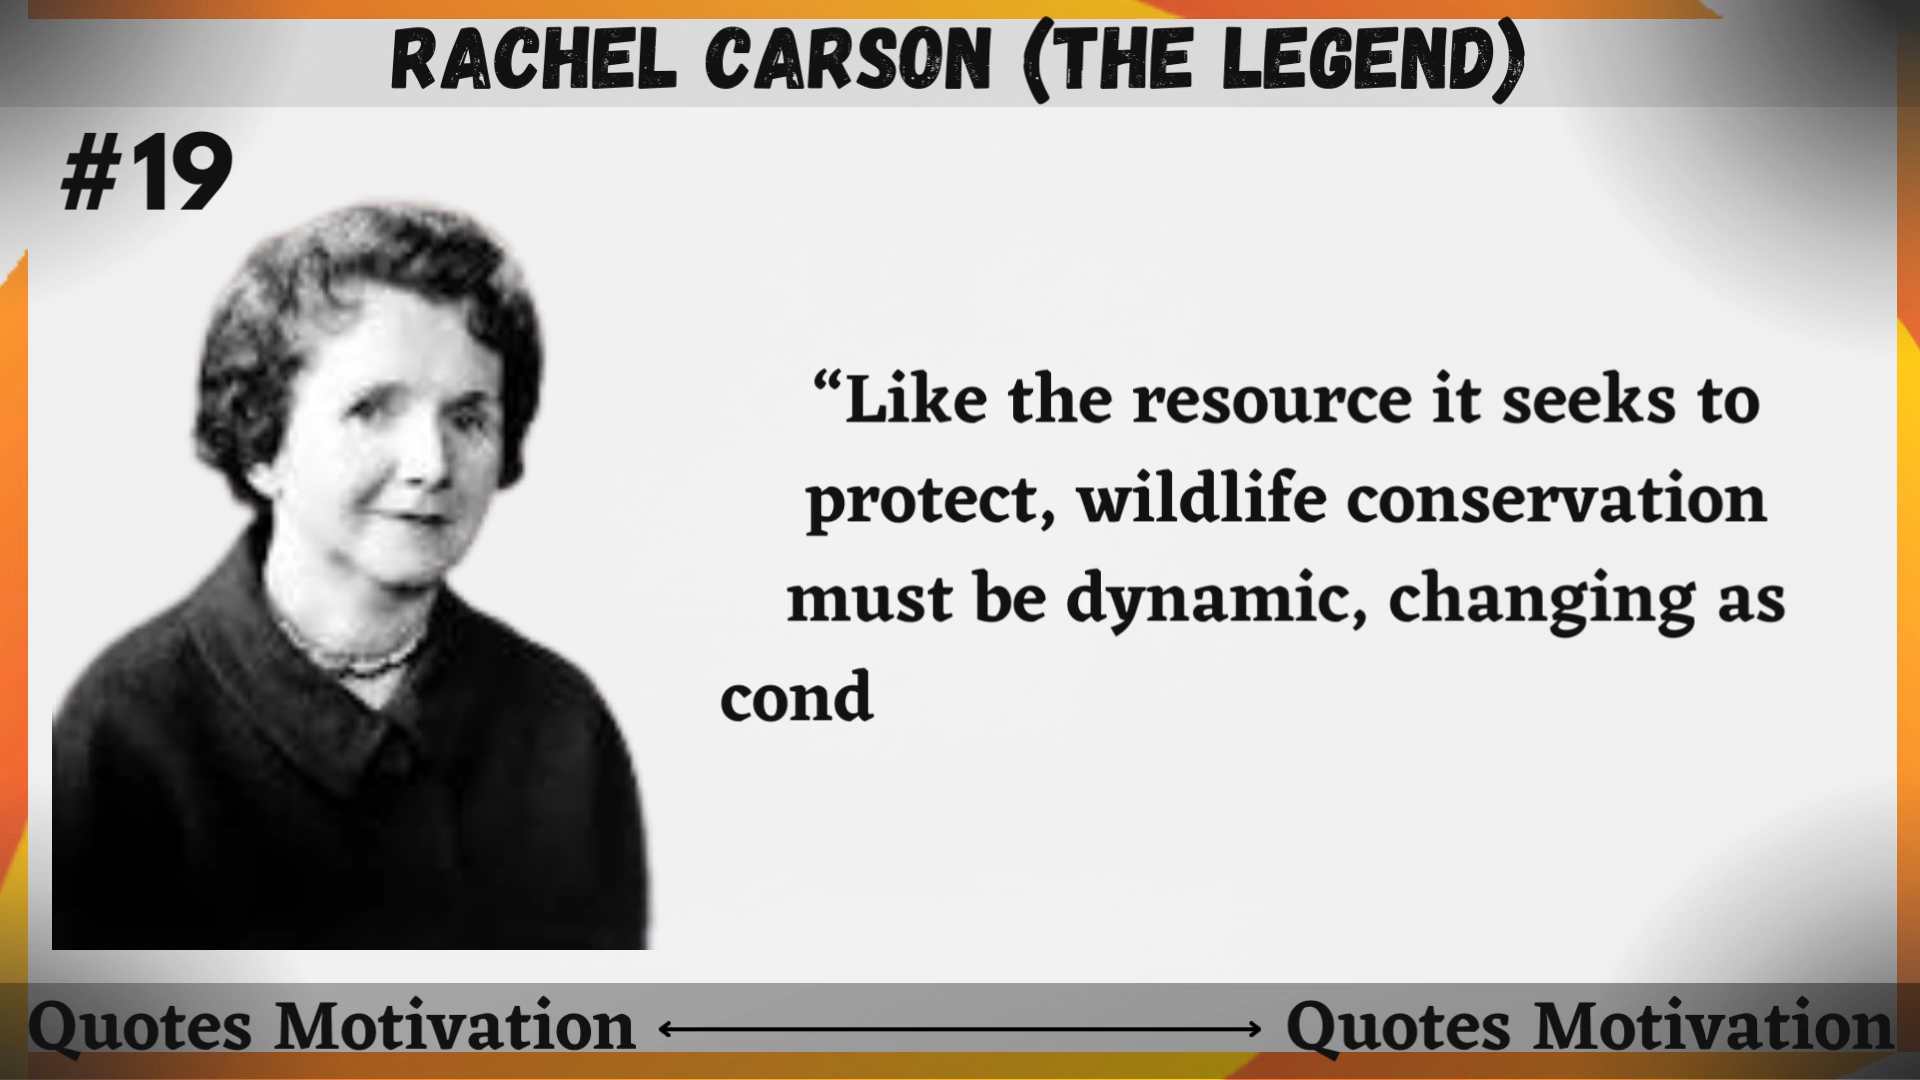 RACHEL CARSON (THE LEGEND)
#19
“Like the resource it seeks to
protect, wildlife conservation
must be dynamic, changing as
cond
Quotes Motivation
Quotes Motivation